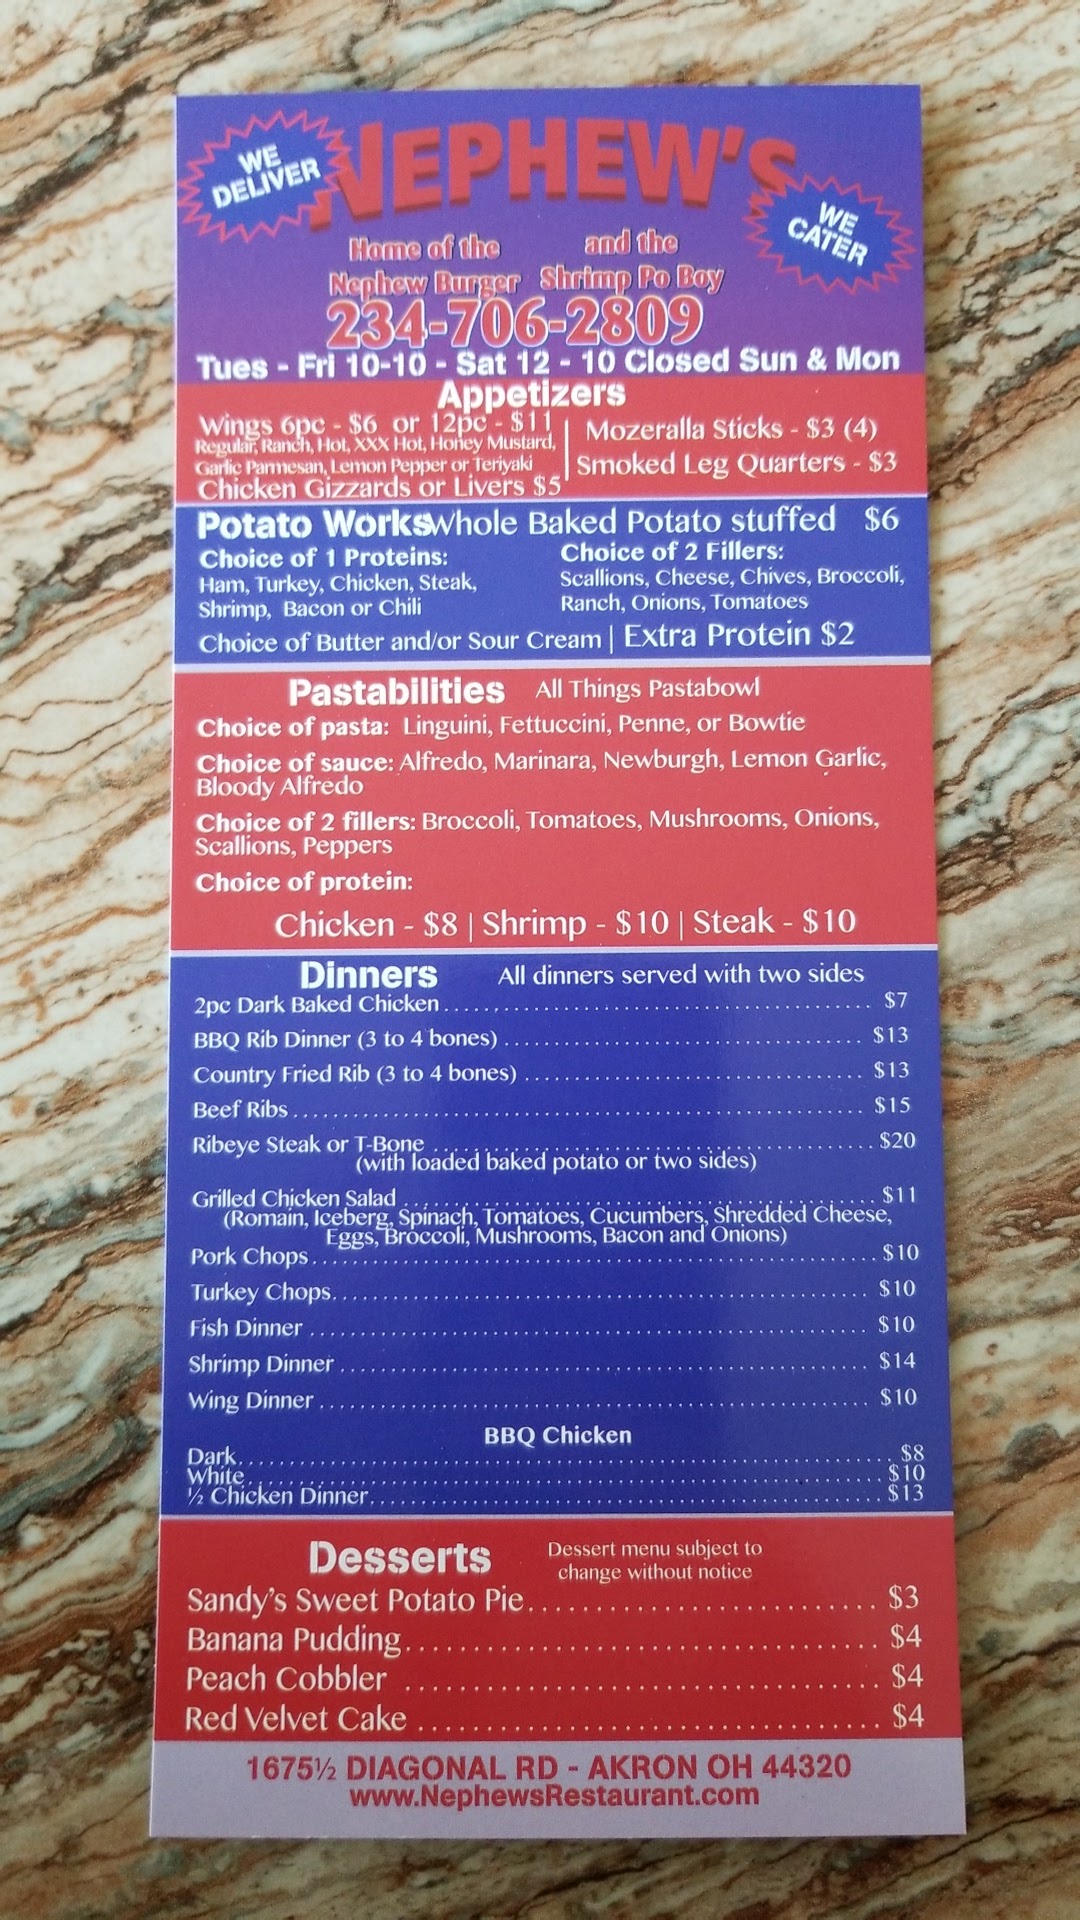 WE
DELIVER
NEPHEW'S
WE
CATER
Home of the
Nephew Burger
and the
Shrimp Po Boy
234-706-2809
Tues - Fri 10-10 - Sat 12 - 10 Closed Sun & Mon
Appetizers
Wings 6pc - $6 or 12pc - $11
Regular, Ranch, Hot, XXX Hot, Honey Mustard,
Garlic Parmesan, Lemon Pepper or Teriyaki
Chicken Gizzards or Livers $5
Mozeralla Sticks - $3 (4)
Smoked Leg Quarters - $3
Potato Works Whole Baked Potato stuffed $6
Choice of 1 Proteins:
Ham, Turkey, Chicken, Steak,
Shrimp, Bacon or Chili
Choice of 2 Fillers:
Scallions, Cheese, Chives, Broccoli,
Ranch, Onions, Tomatoes
Choice of Butter and/or Sour Cream | Extra Protein $2
Pastabilities All Things Pastabowl
Choice of pasta: Linguini, Fettuccini, Penne, or Bowtie
Choice of sauce: Alfredo, Marinara, Newburgh, Lemon Garlic,
Bloody Alfredo
Choice of 2 fillers: Broccoli, Tomatoes, Mushrooms, Onions,
Scallions, Peppers
Choice of protein:
Chicken - $8 | Shrimp - $10 | Steak - $10
Dinners All dinners served with two sides
2pc Dark Baked Chicken $7
BBQ Rib Dinner (3 to 4 bones) $13
Country Fried Rib (3 to 4 bones) $13
Beef Ribs $15
Ribeye Steak or T-Bone $20
(with loaded baked potato or two sides)
Grilled Chicken Salad $11
(Romain, Iceberg, Spinach, Tomatoes, Cucumbers, Shredded Cheese,
Eggs, Broccoli, Mushrooms, Bacon and Onions)
Pork Chops $10
Turkey Chops $10
Fish Dinner $10
Shrimp Dinner $14
Wing Dinner $10
BBQ Chicken
Dark $8
White $10
½ Chicken Dinner $13
Desserts
Dessert menu subject to
change without notice
Sandy's Sweet Potato Pie $3
Banana Pudding $4
Peach Cobbler $4
Red Velvet Cake $4
1675½ DIAGONAL RD - AKRON OH 44320
www.NephewsRestaurant.com